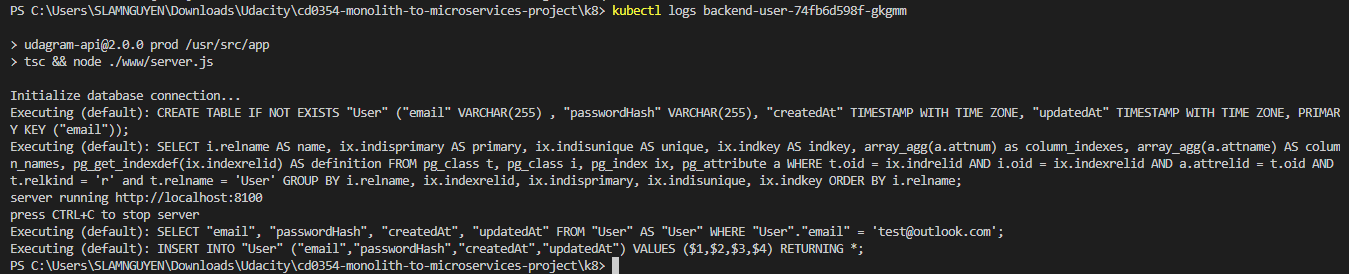 PS C:\Users\SLAMNGUYEN\Downloads\Udacity\cd0354-monolith-to-microservices-project\k8> kubectl logs backend-user-74fb6d598f-gkgmm
> udagram-api@2.0.0 prod /usr/src/app
> tsc && node ./www/server.js
Initialize database connection...
Executing (default): CREATE TABLE IF NOT EXISTS "User" ("email" VARCHAR(255) , "passwordHash" VARCHAR(255), "createdAt" TIMESTAMP WITH TIME ZONE, "updatedAt" TIMESTAMP WITH TIME ZONE, PRIMAR
Y KEY ("email"));
Executing (default): SELECT i.relname AS name, ix.indisprimary AS primary, ix.indisunique AS unique, ix.indkey AS indkey, array_agg(a.attnum) as column_indexes, array_agg(a.attname) AS colum
n_names, pg_get_indexdef(ix.indexrelid) AS definition FROM pg_class t, pg_class i, pg_index ix, pg_attribute a WHERE t.oid = ix.indrelid AND i.oid = ix.indexrelid AND a.attrelid = t.oid AND
t.relkind = 'r' and t.relname = 'User' GROUP BY i.relname, ix.indexrelid, ix.indisprimary, ix.indisunique, ix.indkey ORDER BY i.relname;
server running http://localhost:8100
press CTRL+C to stop server
Executing (default): SELECT "email", "passwordHash", "createdAt", "updatedAt" FROM "User" AS "User" WHERE "User"."email" = 'test@outlook.com';
Executing (default): INSERT INTO "User" ("email","passwordHash","createdAt","updatedAt") VALUES ($1,$2,$3,$4) RETURNING *;
PS C:\Users\SLAMNGUYEN\Downloads\Udacity\cd0354-monolith-to-microservices-project\k8>